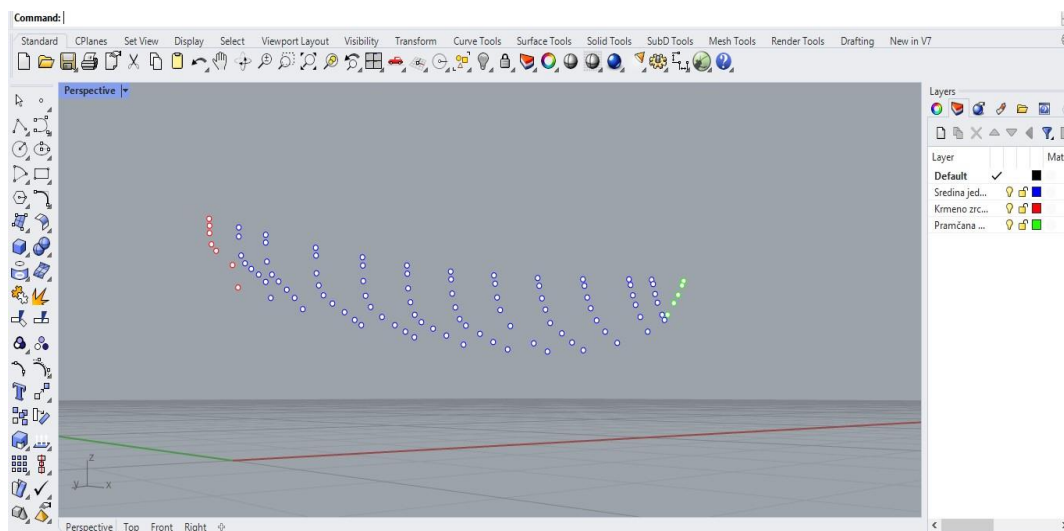 Command:
Standard CPlanes Set View Display Select Viewport Layout Visibility Transform Curve Tools Surface Tools Solid Tools SubD Tools Mesh Tools Render Tools Drafting New in V7
Perspective
Layers
Layer Mat
Default
Sredina jed...
Krmeno zrc...
Pramčana ...
z
y x
Perspective Top Front Right